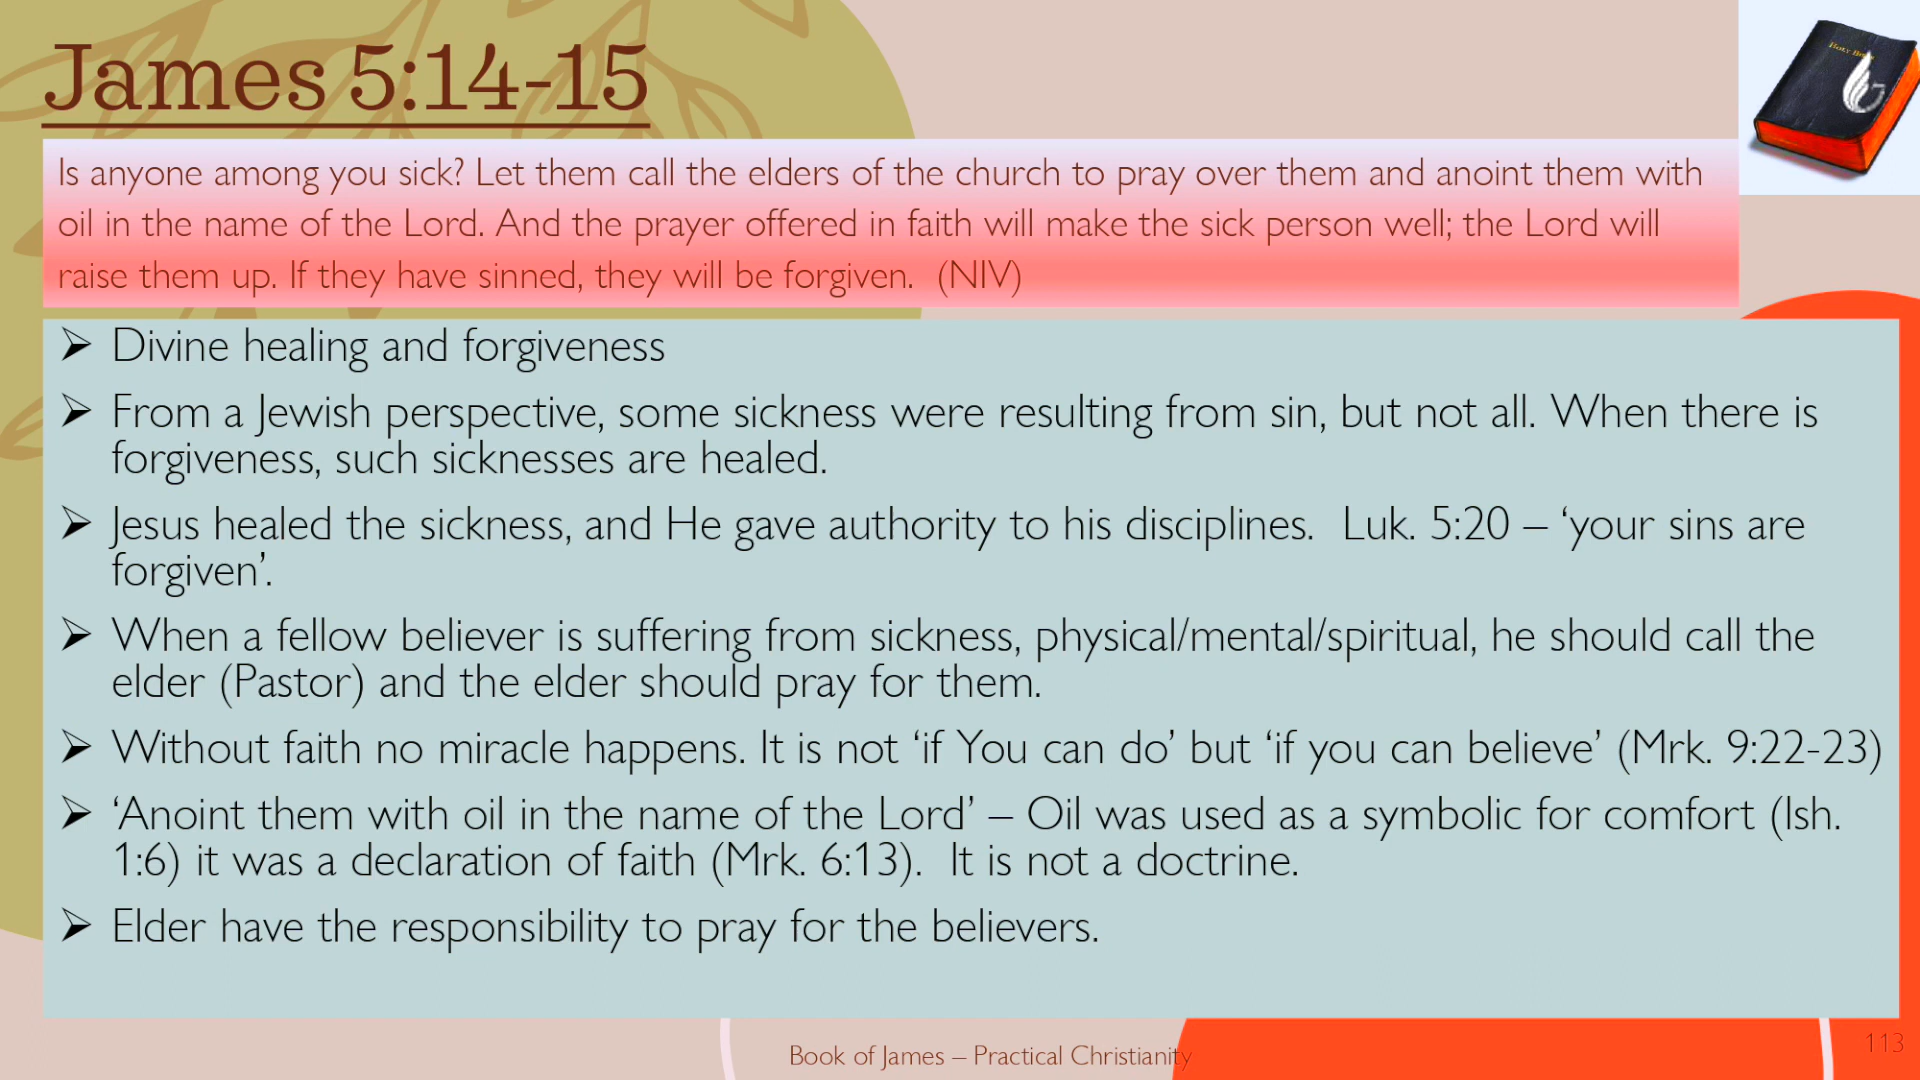 James 5:14-15
Is anyone among you sick? Let them call the elders of the church to pray over them and anoint them with
oil in the name of the Lord. And the prayer offered in faith will make the sick person well; the Lord will
raise them up. If they have sinned, they will be forgiven.  (NIV)
➢ Divine healing and forgiveness
➢ From a Jewish perspective, some sickness were resulting from sin, but not all. When there is
forgiveness, such sicknesses are healed.
➢ Jesus healed the sickness, and He gave authority to his disciplines.  Luk. 5:20 – ‘your sins are
forgiven’.
➢ When a fellow believer is suffering from sickness, physical/mental/spiritual, he should call the
elder (Pastor) and the elder should pray for them.
➢ Without faith no miracle happens. It is not ‘if You can do’ but ‘if you can believe’ (Mrk. 9:22-23)
➢ ‘Anoint them with oil in the name of the Lord’ – Oil was used as a symbolic for comfort (Ish.
1:6) it was a declaration of faith (Mrk. 6:13).  It is not a doctrine.
➢ Elder have the responsibility to pray for the believers.
Book of James – Practical Christianity
113